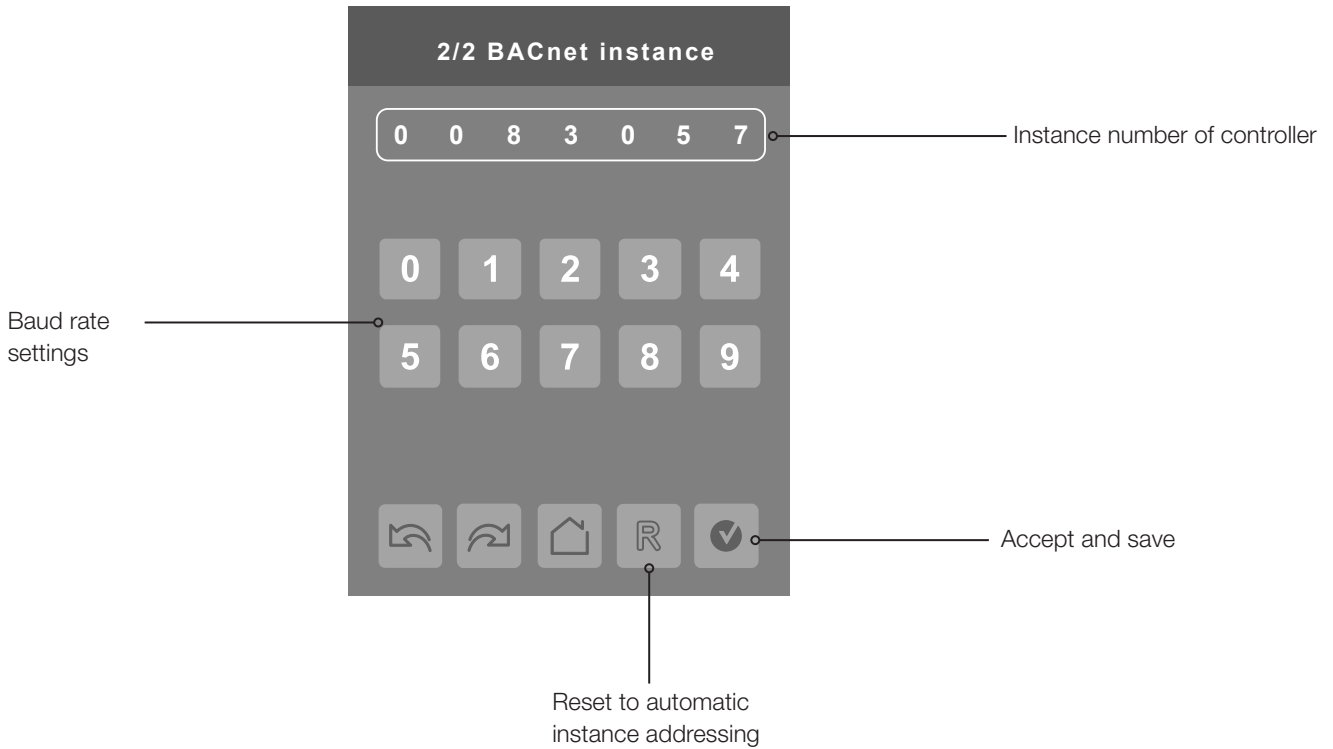 2/2 BACnet instance
0 0 8 3 0 5 7
Instance number of controller
0 1 2 3 4
Baud rate
settings
5 6 7 8 9
R
Accept and save
Reset to automatic
instance addressing